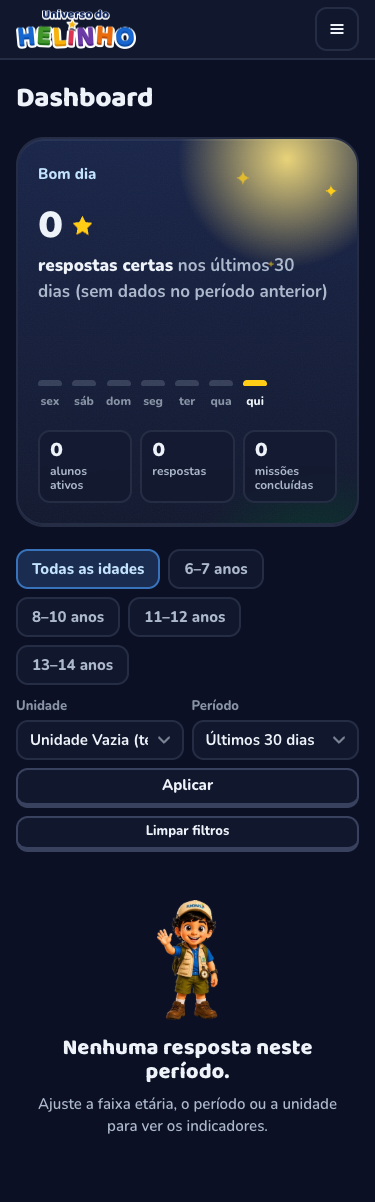 Universo do
HELINHO
Dashboard
Bom dia
0
respostas certas nos últimos 30
dias (sem dados no período anterior)
sex sáb dom seg ter qua qui
0 0 0
alunos ativos respostas missões concluídas
Todas as idades 6–7 anos
8–10 anos 11–12 anos
13–14 anos
Unidade Período
Unidade Vazia (te Últimos 30 dias
Aplicar
Limpar filtros
Nenhuma resposta neste
período.
Ajuste a faixa etária, o período ou a unidade
para ver os indicadores.